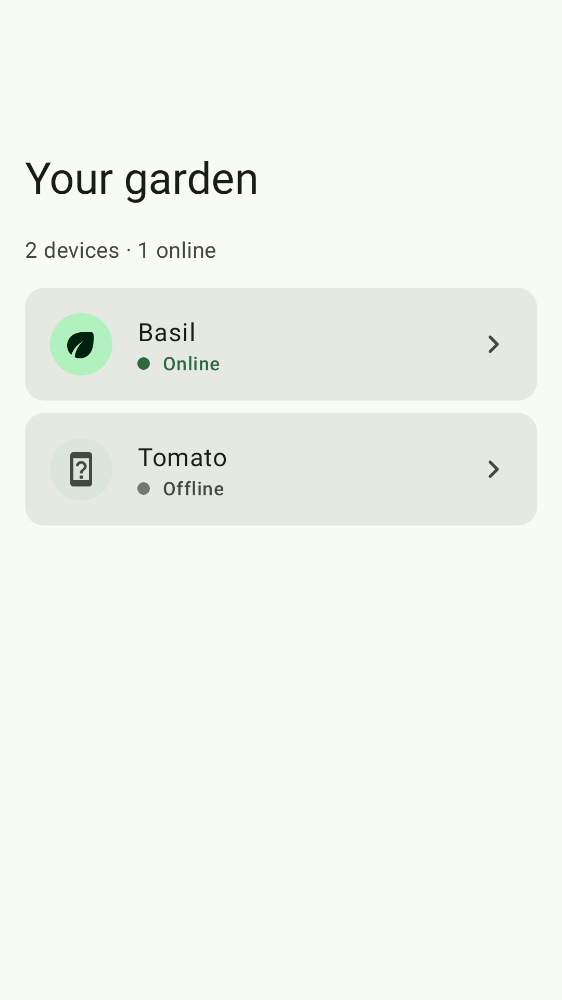 Your garden
2 devices · 1 online
Basil
Online
Tomato
Offline